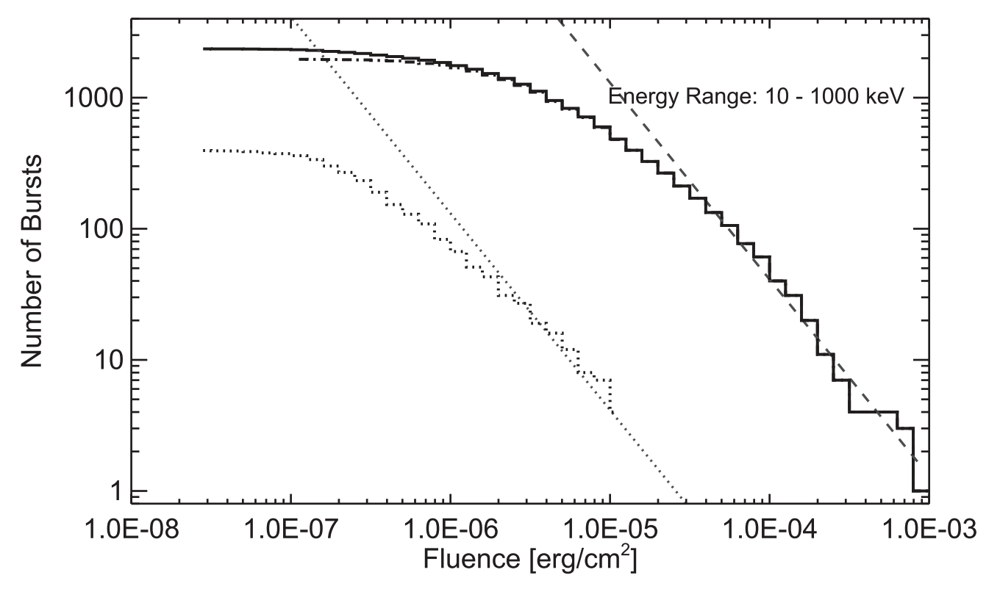 1000
Energy Range: 10 - 1000 keV
100
10
1
Number of Bursts
1.0E-08 1.0E-07 1.0E-06 1.0E-05 1.0E-04 1.0E-03
Fluence [erg/cm²]